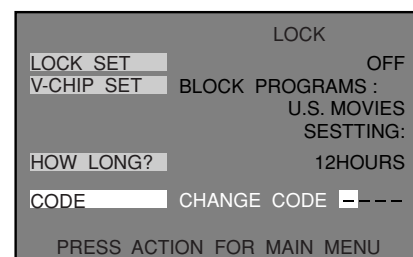 LOCK
LOCK SET OFF
V-CHIP SET BLOCK PROGRAMS :
U.S. MOVIES
SESTTING:
HOW LONG? 12HOURS
CODE CHANGE CODE ----
PRESS ACTION FOR MAIN MENU